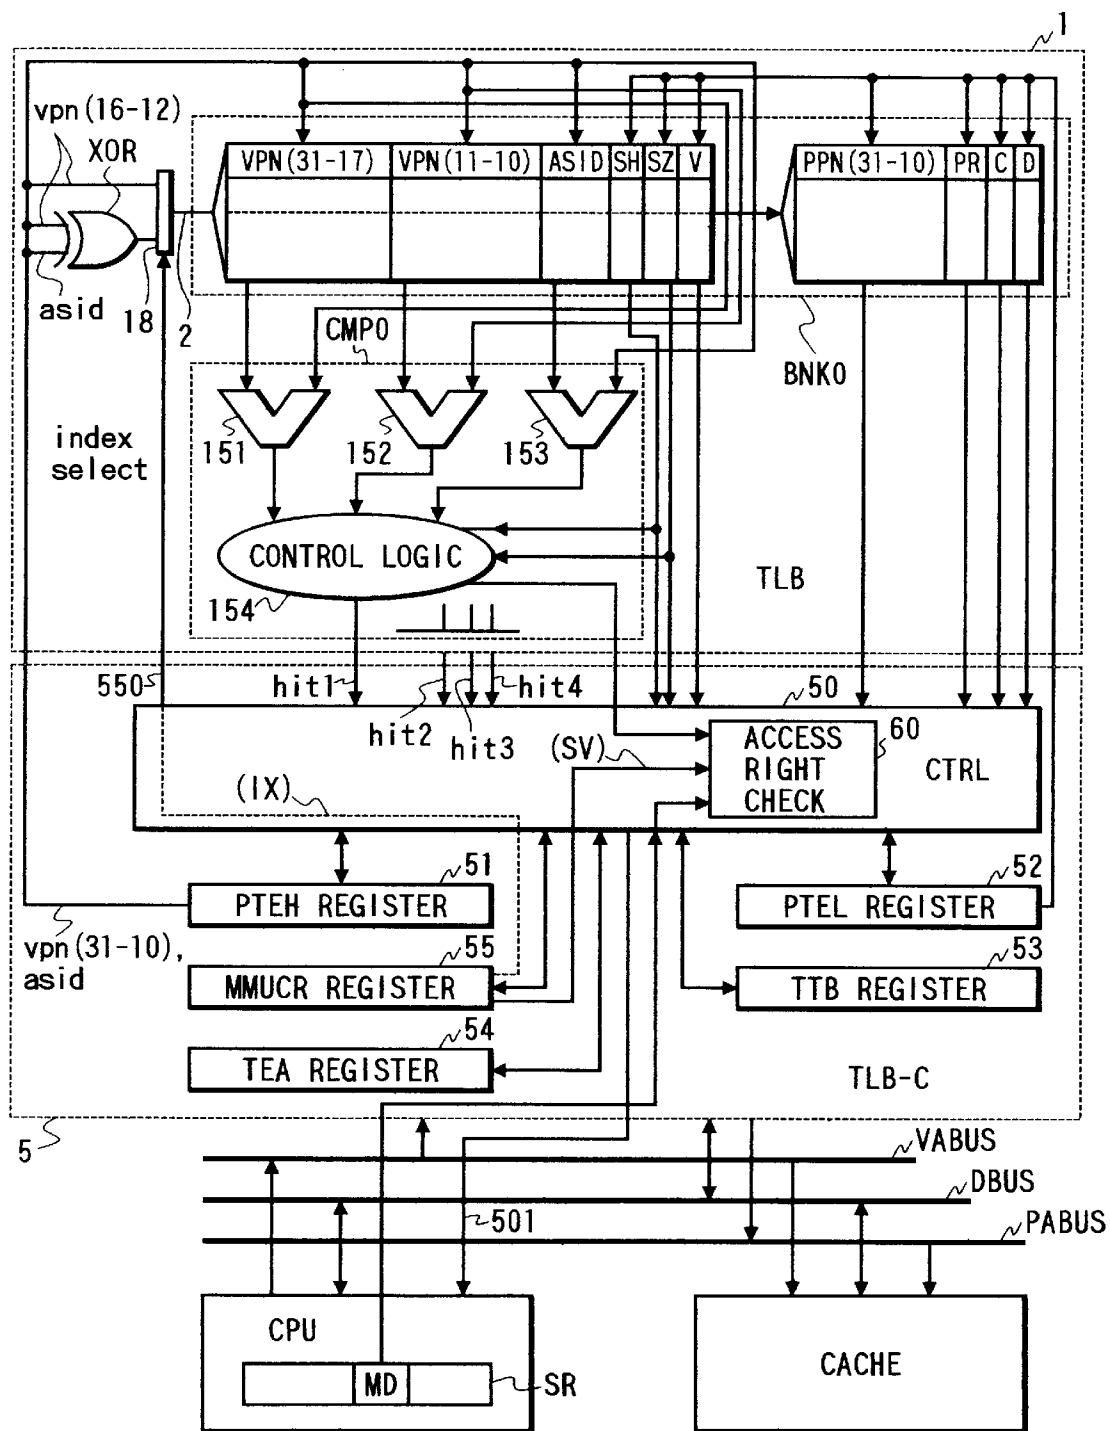 1
vpn(16-12)
XOR
VPN(31-17) VPN(11-10) ASID SH SZ V
PPN(31-10) PR C D
asid
18
2
CMP0
BNK0
151
152
153
index
select
CONTROL LOGIC
TLB
154
550
hit1
hit2
hit3
hit4
50
60
(SV)
ACCESS
RIGHT
CHECK
CTRL
(IX)
51
PTEH REGISTER
52
PTEL REGISTER
vpn(31-10),
asid
55
MMUCR REGISTER
53
TTB REGISTER
54
TEA REGISTER
TLB-C
5
VABUS
DBUS
501
PABUS
CPU
MD
SR
CACHE